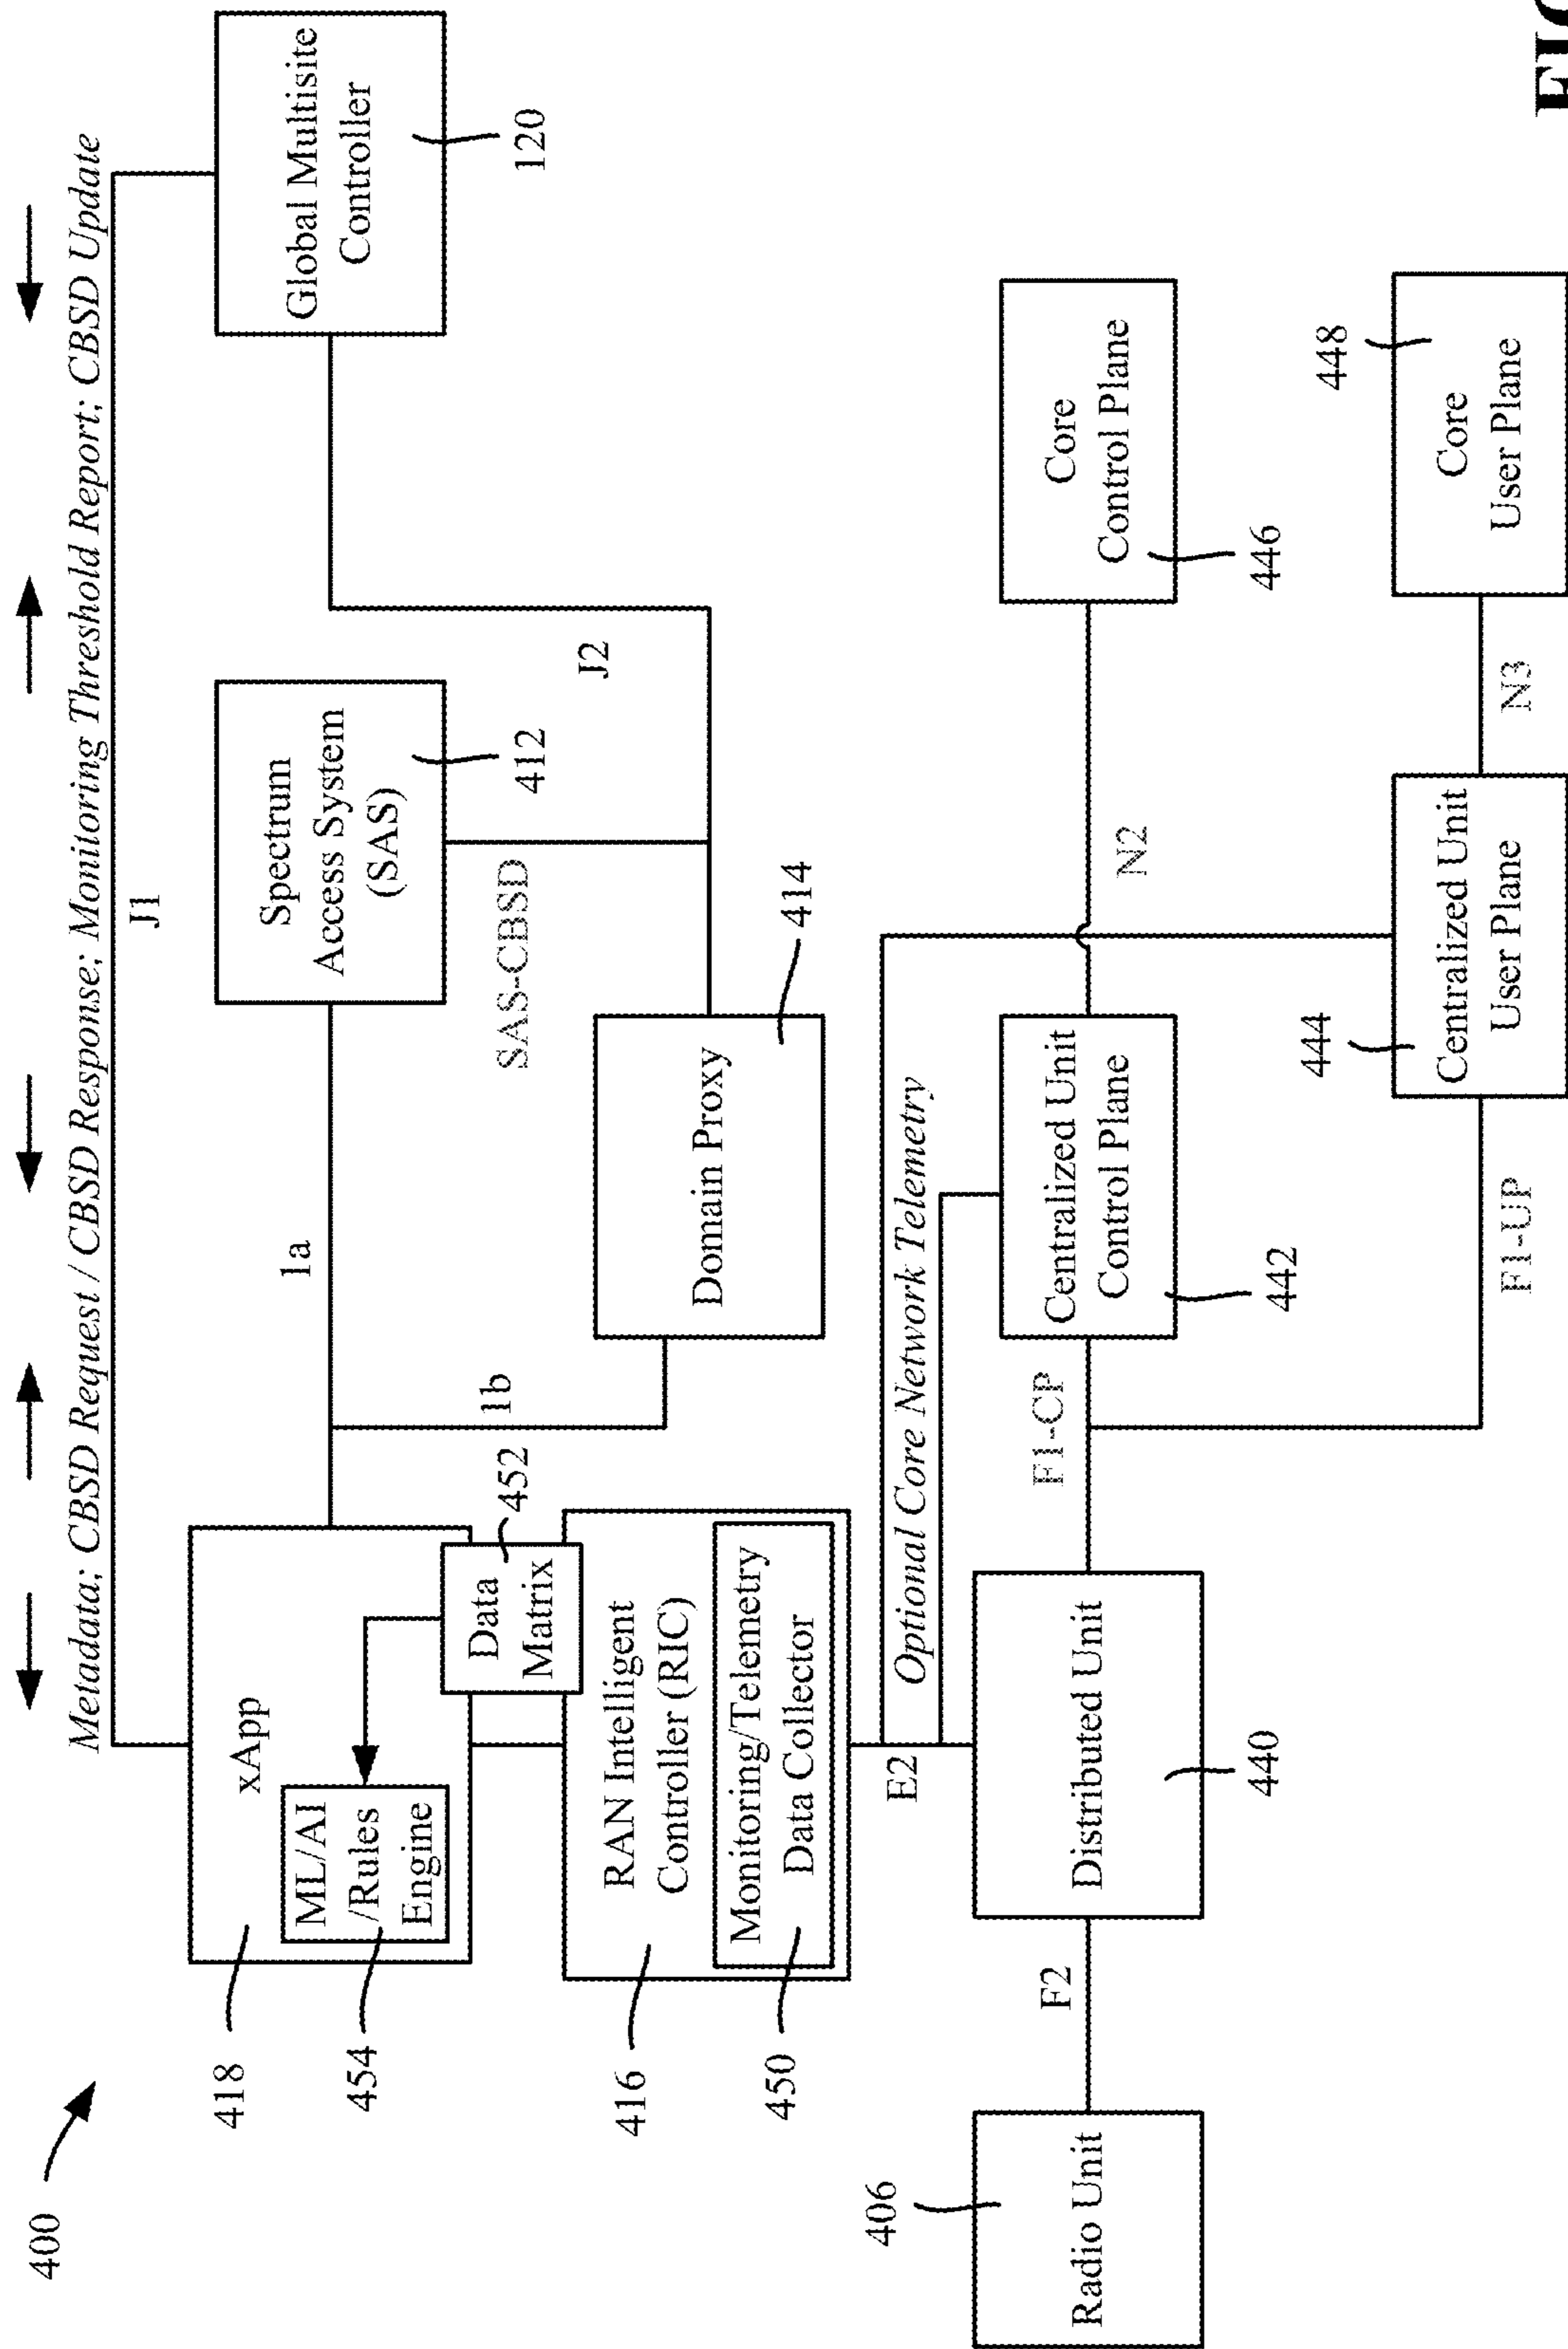 400
Metadata; CBSD Request / CBSD Response; Monitoring Threshold Report; CBSD Update
J1
418
xApp
ML/AI
/Rules
Engine
454
Data
Matrix
452
1a
1b
Spectrum
Access System
(SAS)
412
SAS-CBSD
Global Multisite
Controller
120
J2
Domain Proxy
414
416
RAN Intelligent
Controller (RIC)
Monitoring/Telemetry
Data Collector
450
E2
Optional Core Network Telemetry
406
Radio Unit
F2
Distributed Unit
440
F1-CP
Centralized Unit
Control Plane
442
N2
Core
Control Plane
446
F1-UP
444
Centralized Unit
User Plane
N3
448
Core
User Plane